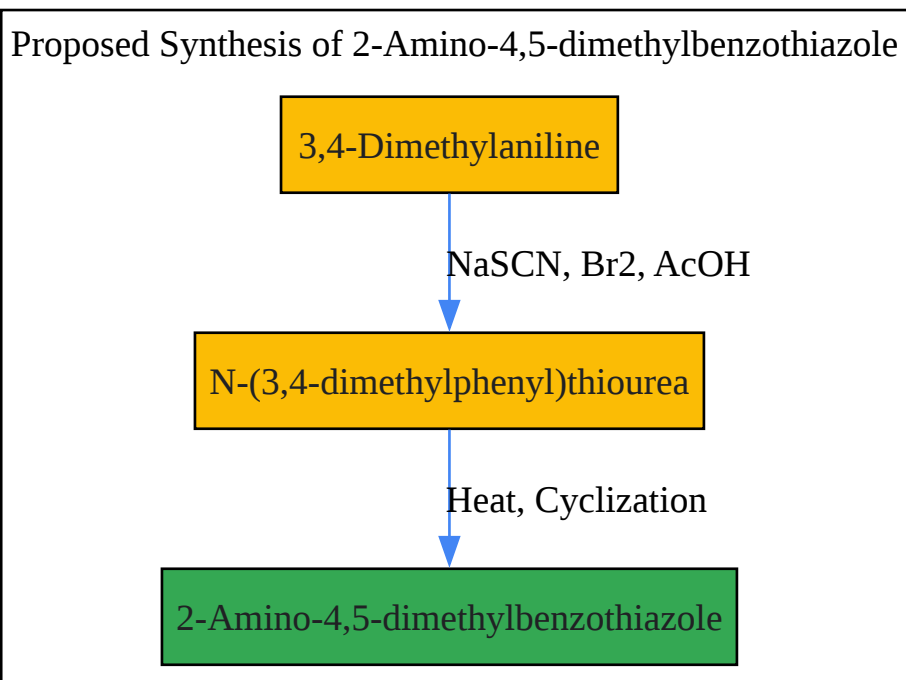 Proposed Synthesis of 2-Amino-4,5-dimethylbenzothiazole
3,4-Dimethylaniline
NaSCN, Br2, AcOH
N-(3,4-dimethylphenyl)thiourea
Heat, Cyclization
2-Amino-4,5-dimethylbenzothiazole